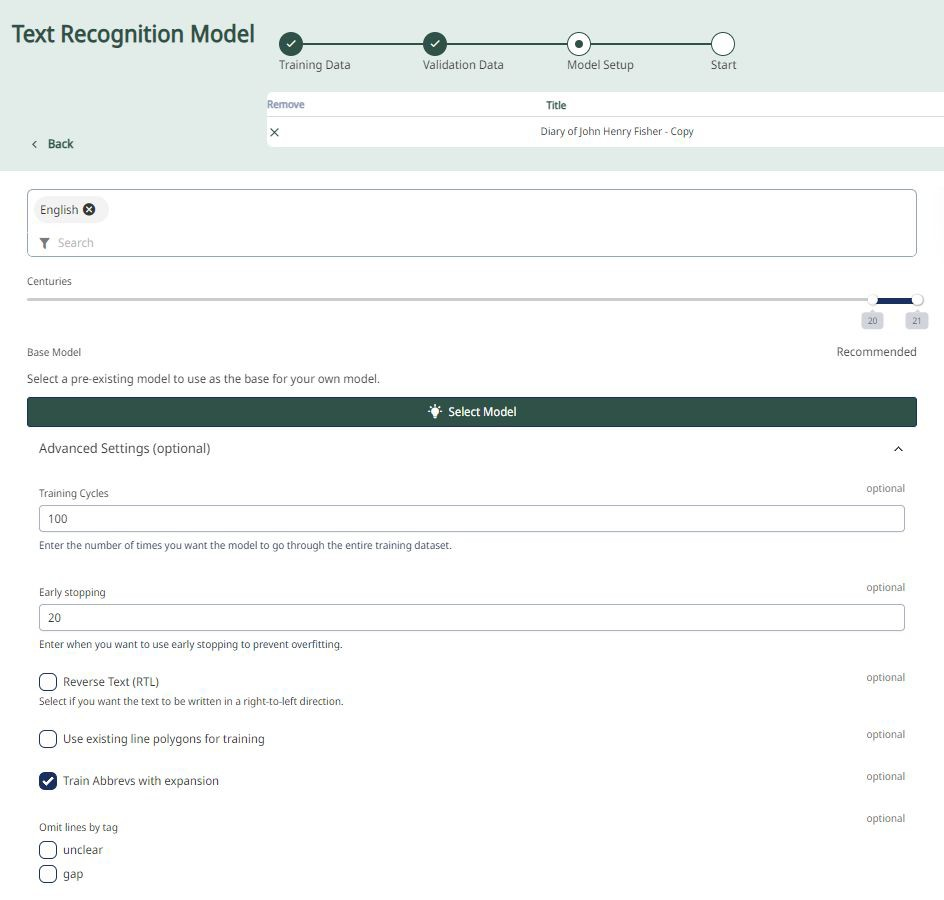 Text Recognition Model
Training Data
Validation Data
Model Setup
Start
Remove
Title
Diary of John Henry Fisher - Copy
Back
English
Search
Centuries
20
21
Base Model
Recommended
Select a pre-existing model to use as the base for your own model.
Select Model
Advanced Settings (optional)
Training Cycles
optional
100
Enter the number of times you want the model to go through the entire training dataset.
Early stopping
optional
20
Enter when you want to use early stopping to prevent overfitting.
Reverse Text (RTL)
optional
Select if you want the text to be written in a right-to-left direction.
Use existing line polygons for training
optional
Train Abbrevs with expansion
optional
Omit lines by tag
optional
unclear
gap